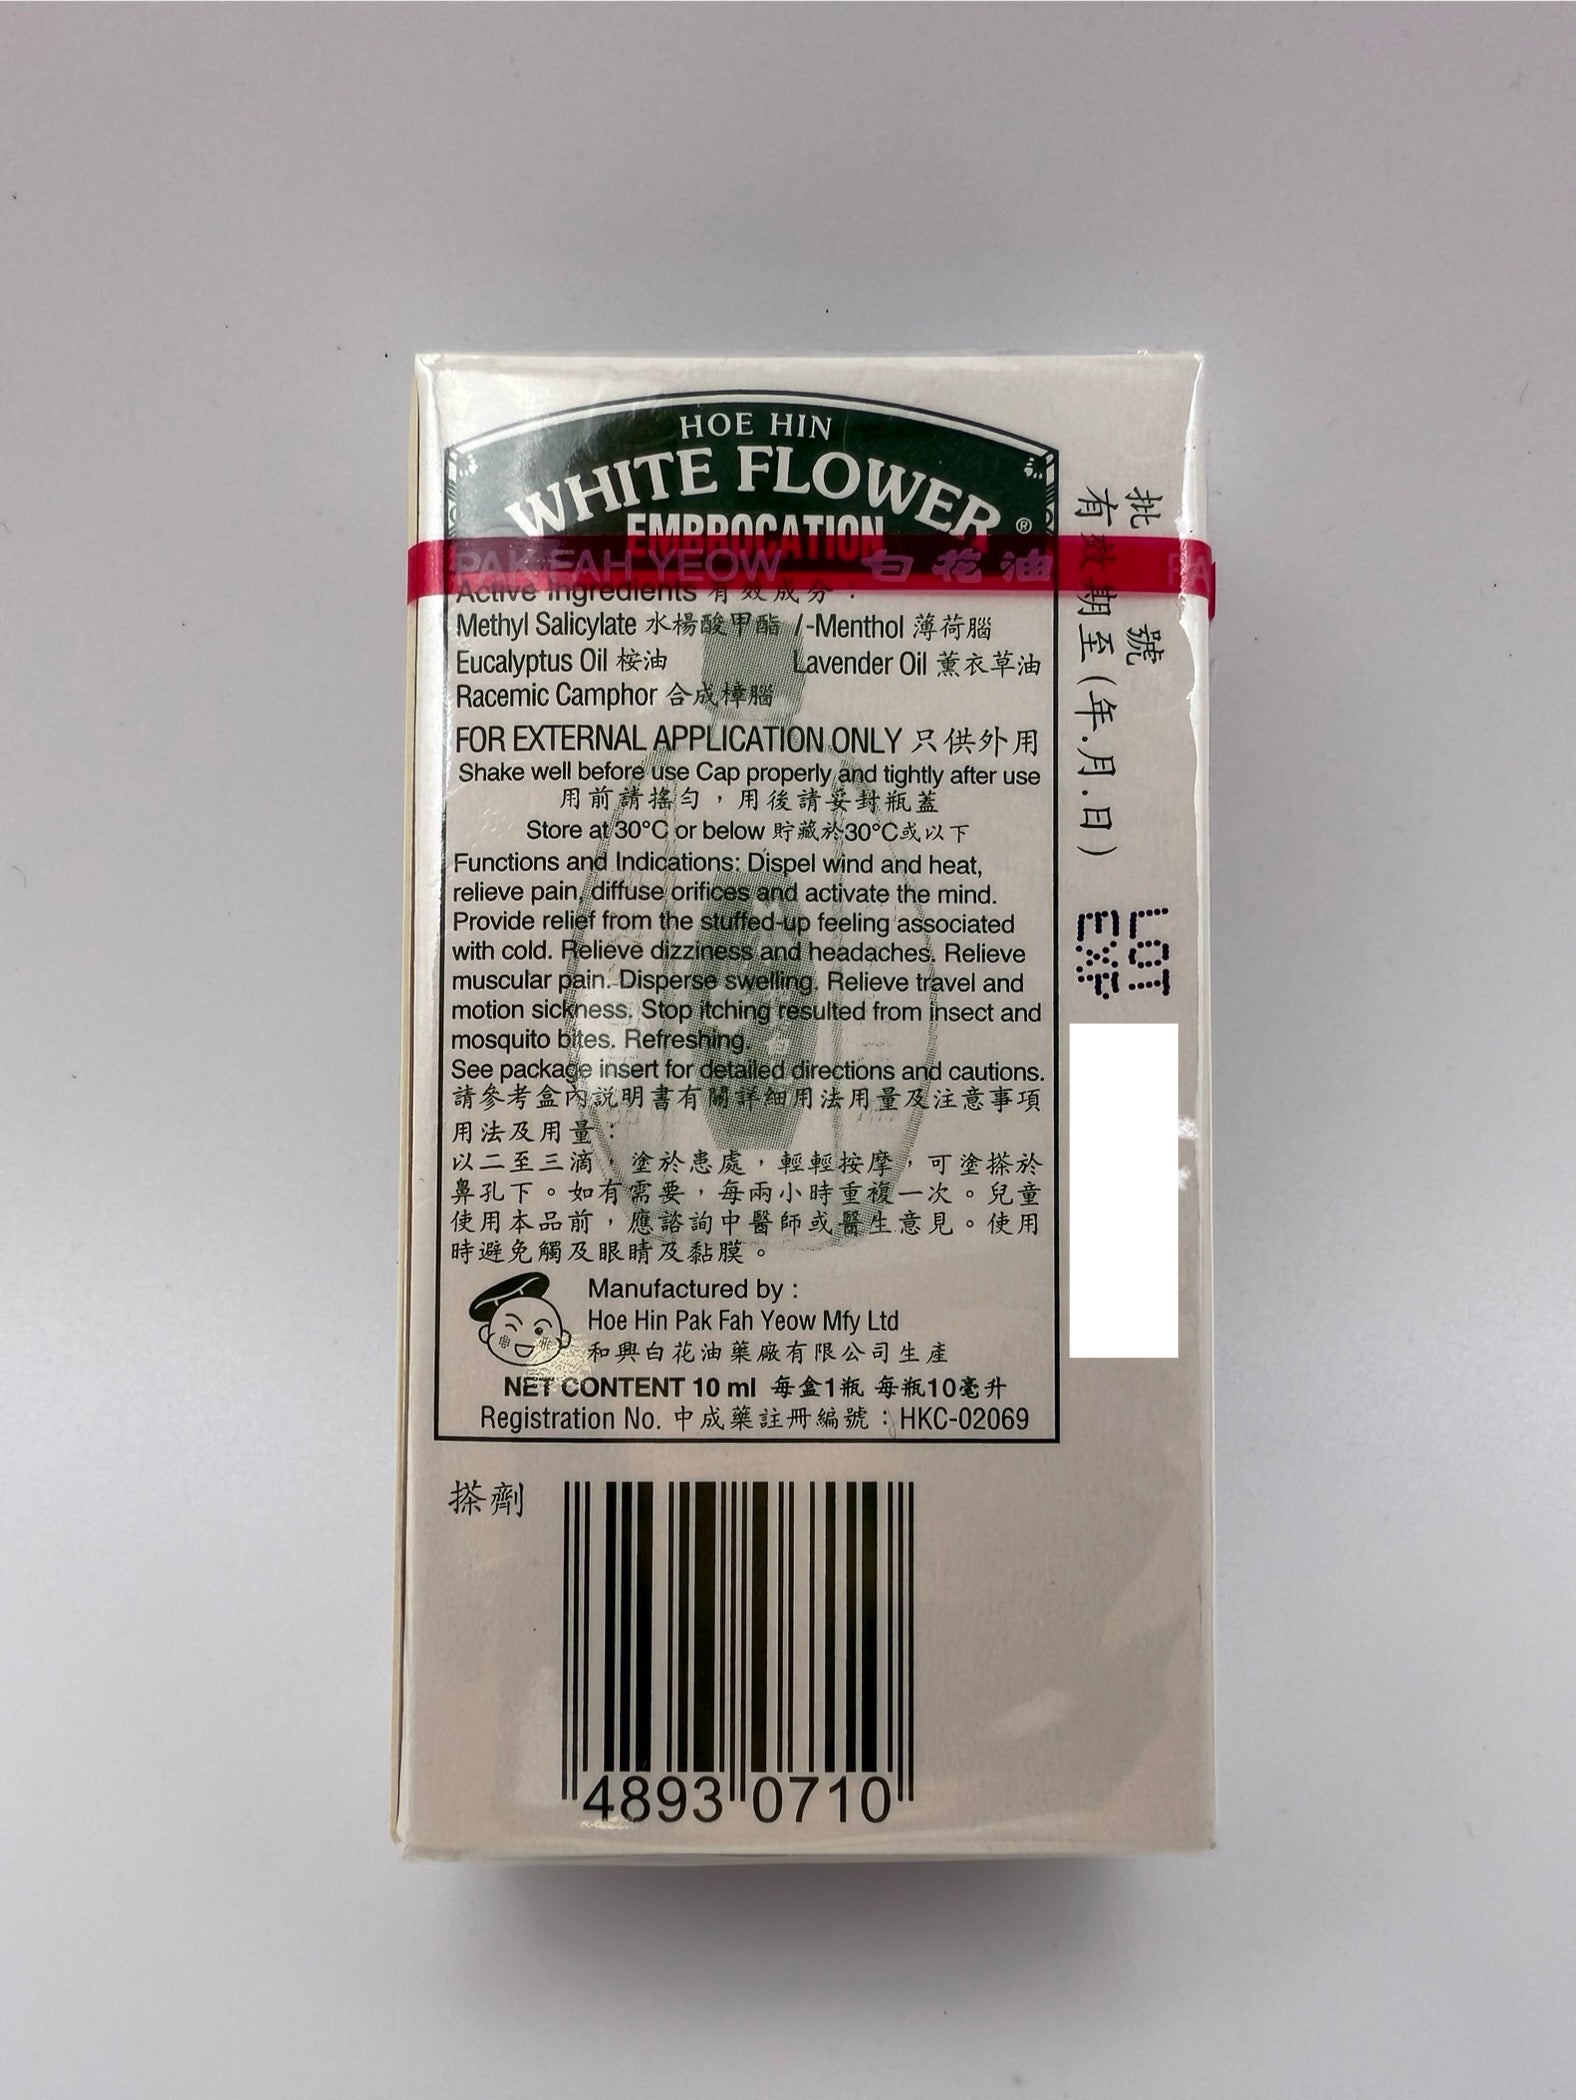 HOE HIN
WHITE FLOWER®
EMBROCATION
PAK FAH YEOW 白花油 PA
Active Ingredients 有效成分：
Methyl Salicylate 水楊酸甲酯 l-Menthol 薄荷腦
Eucalyptus Oil 桉油 Lavender Oil 薰衣草油
Racemic Camphor 合成樟腦
FOR EXTERNAL APPLICATION ONLY 只供外用
Shake well before use Cap properly and tightly after use
用前請搖勻，用後請妥封瓶蓋
Store at 30°C or below 貯藏於30°C或以下
Functions and Indications: Dispel wind and heat,
relieve pain, diffuse orifices and activate the mind.
Provide relief from the stuffed-up feeling associated
with cold. Relieve dizziness and headaches. Relieve
muscular pain. Disperse swelling. Relieve travel and
motion sickness. Stop itching resulted from insect and
mosquito bites. Refreshing.
See package insert for detailed directions and cautions.
請參考盒內説明書有關詳細用法用量及注意事項
用法及用量：
以二至三滴，塗於患處，輕輕按摩，可塗搽於
鼻孔下。如有需要，每兩小時重複一次。兒童
使用本品前，應諮詢中醫師或醫生意見。使用
時避免觸及眼睛及黏膜。
Manufactured by :
Hoe Hin Pak Fah Yeow Mfy Ltd
和興白花油藥廠有限公司生產
NET CONTENT 10 ml 每盒1瓶 每瓶10毫升
Registration No. 中成藥註冊編號：HKC-02069
搽劑
4893 0710
批 號 LOT
有效期至(年.月.日) EXP